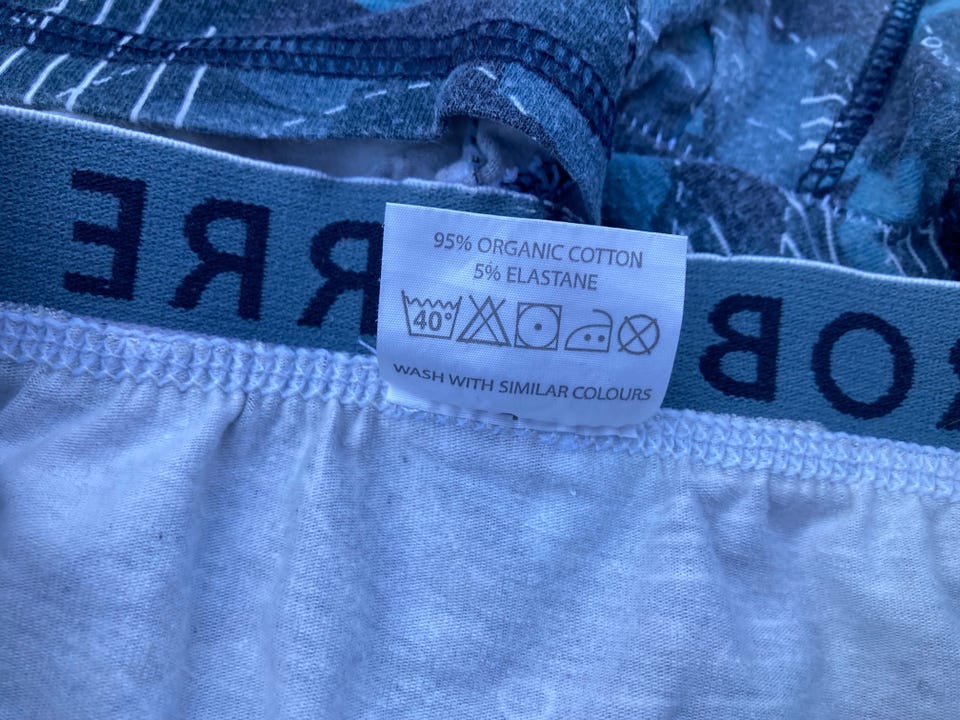 95% ORGANIC COTTON
5% ELASTANE
40°
WASH WITH SIMILAR COLOURS